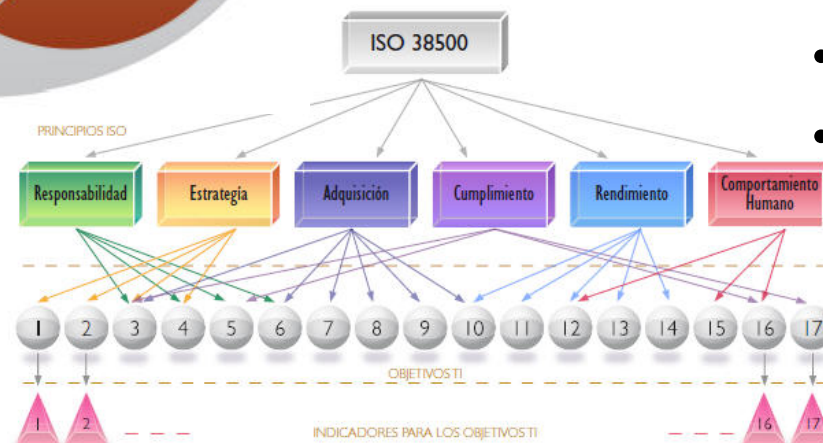 ISO 38500
PRINCIPIOS ISO
Responsabilidad
Estrategia
Adquisición
Cumplimiento
Rendimiento
Comportamiento
Humano
1 2 3 4 5 6 7 8 9 10 11 12 13 14 15 16 17
OBJETIVOS TI
1 2 16 17
INDICADORES PARA LOS OBJETIVOS TI